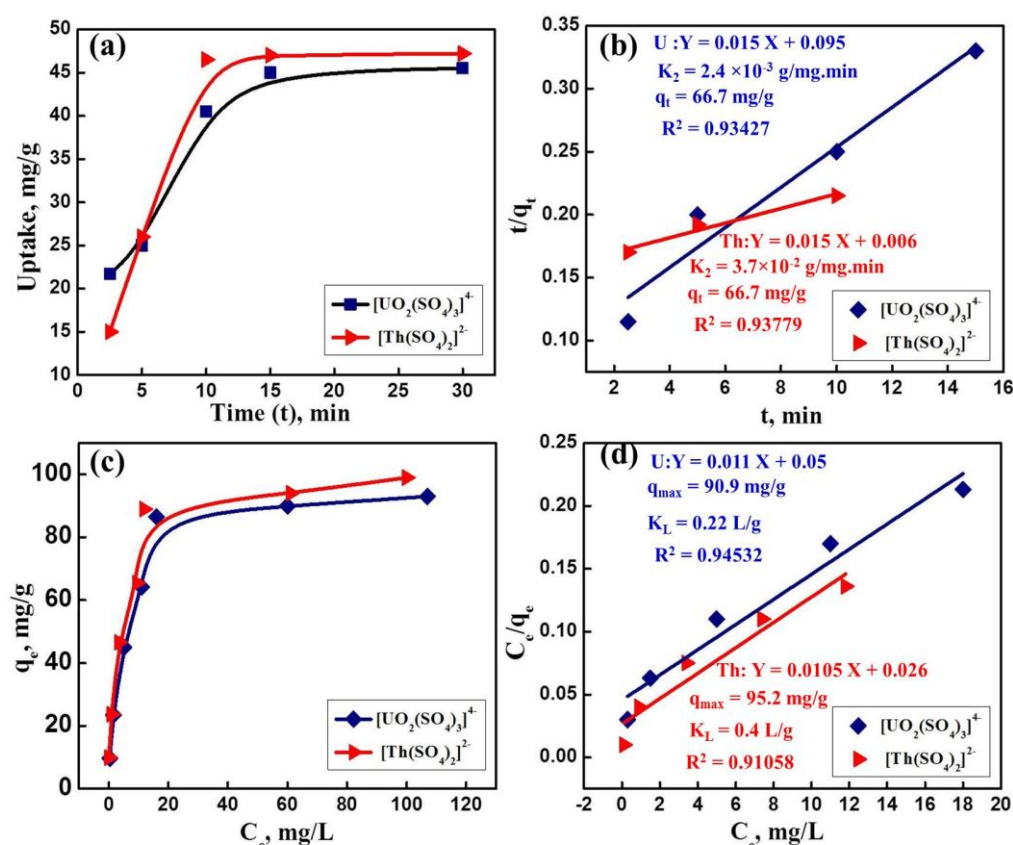 (a)
50
45
40
35
30
25
20
15
10
Uptake, mg/g
0
5
10
15
20
25
30
Time (t), min
[UO₂(SO₄)₃]⁴⁻
[Th(SO₄)₂]²⁻
(b)
U :Y = 0.015 X + 0.095
K₂ = 2.4 ×10⁻³ g/mg.min
qₜ = 66.7 mg/g
R² = 0.93427
0.35
0.30
0.25
0.20
0.15
0.10
t/qₜ
Th:Y = 0.015 X + 0.006
K₂ = 3.7×10⁻² g/mg.min
qₜ = 66.7 mg/g
R² = 0.93779
[UO₂(SO₄)₃]⁴⁻
[Th(SO₄)₂]²⁻
2
4
6
8
10
12
14
16
t, min
(c)
100
80
60
40
20
0
qₑ, mg/g
[UO₂(SO₄)₃]⁴⁻
[Th(SO₄)₂]²⁻
0
20
40
60
80
100
120
Cₑ, mg/L
(d)
U:Y = 0.011 X + 0.05
qmax = 90.9 mg/g
K_L = 0.22 L/g
R² = 0.94532
0.25
0.20
0.15
0.10
0.05
0.00
Cₑ/qₑ
Th: Y = 0.0105 X + 0.026
qmax = 95.2 mg/g
K_L = 0.4 L/g
R² = 0.91058
[UO₂(SO₄)₃]⁴⁻
[Th(SO₄)₂]²⁻
0
2
4
6
8
10
12
14
16
18
20
Cₑ, mg/L